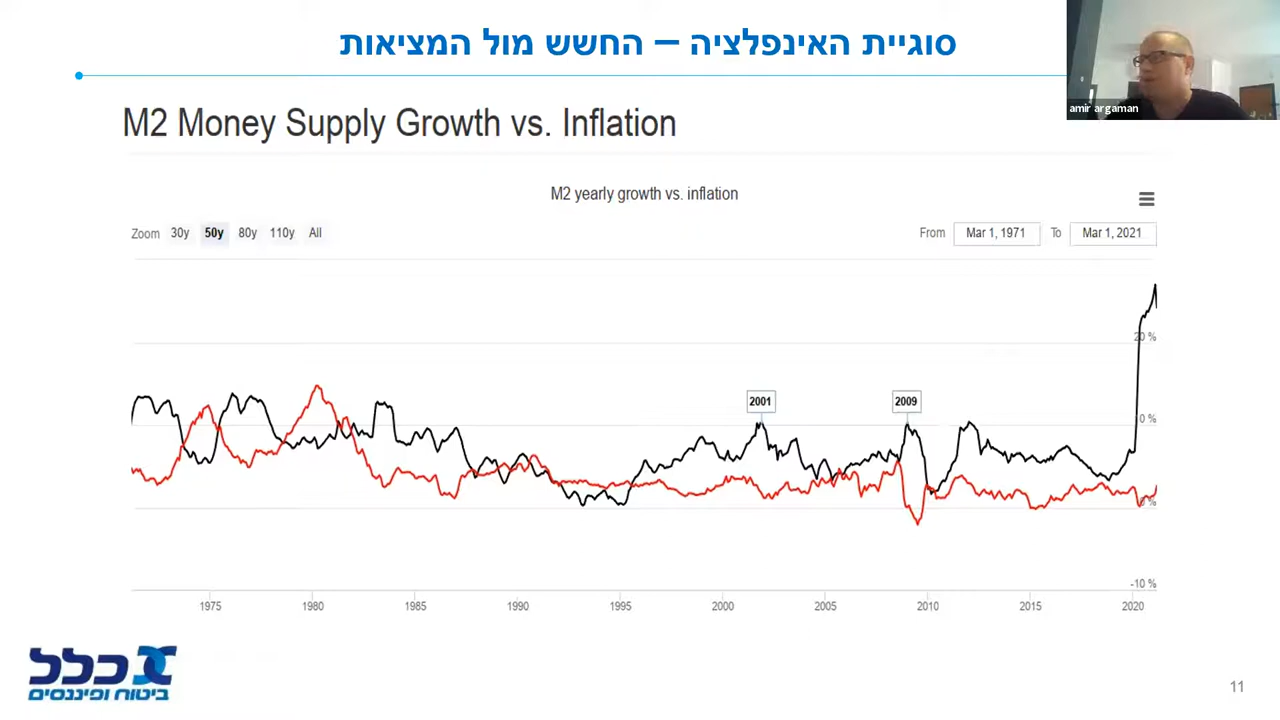 סוגיית האינפלציה – החשש מול המציאות
amir argaman
M2 Money Supply Growth vs. Inflation
M2 yearly growth vs. inflation
Zoom 30y 50y 80y 110y All
From Mar 1, 1971 To Mar 1, 2021
20 %
2001 2009
0 %
0 %
-10 %
1975 1980 1985 1990 1995 2000 2005 2010 2015 2020
כלל
ביטוח ופיננסים
11